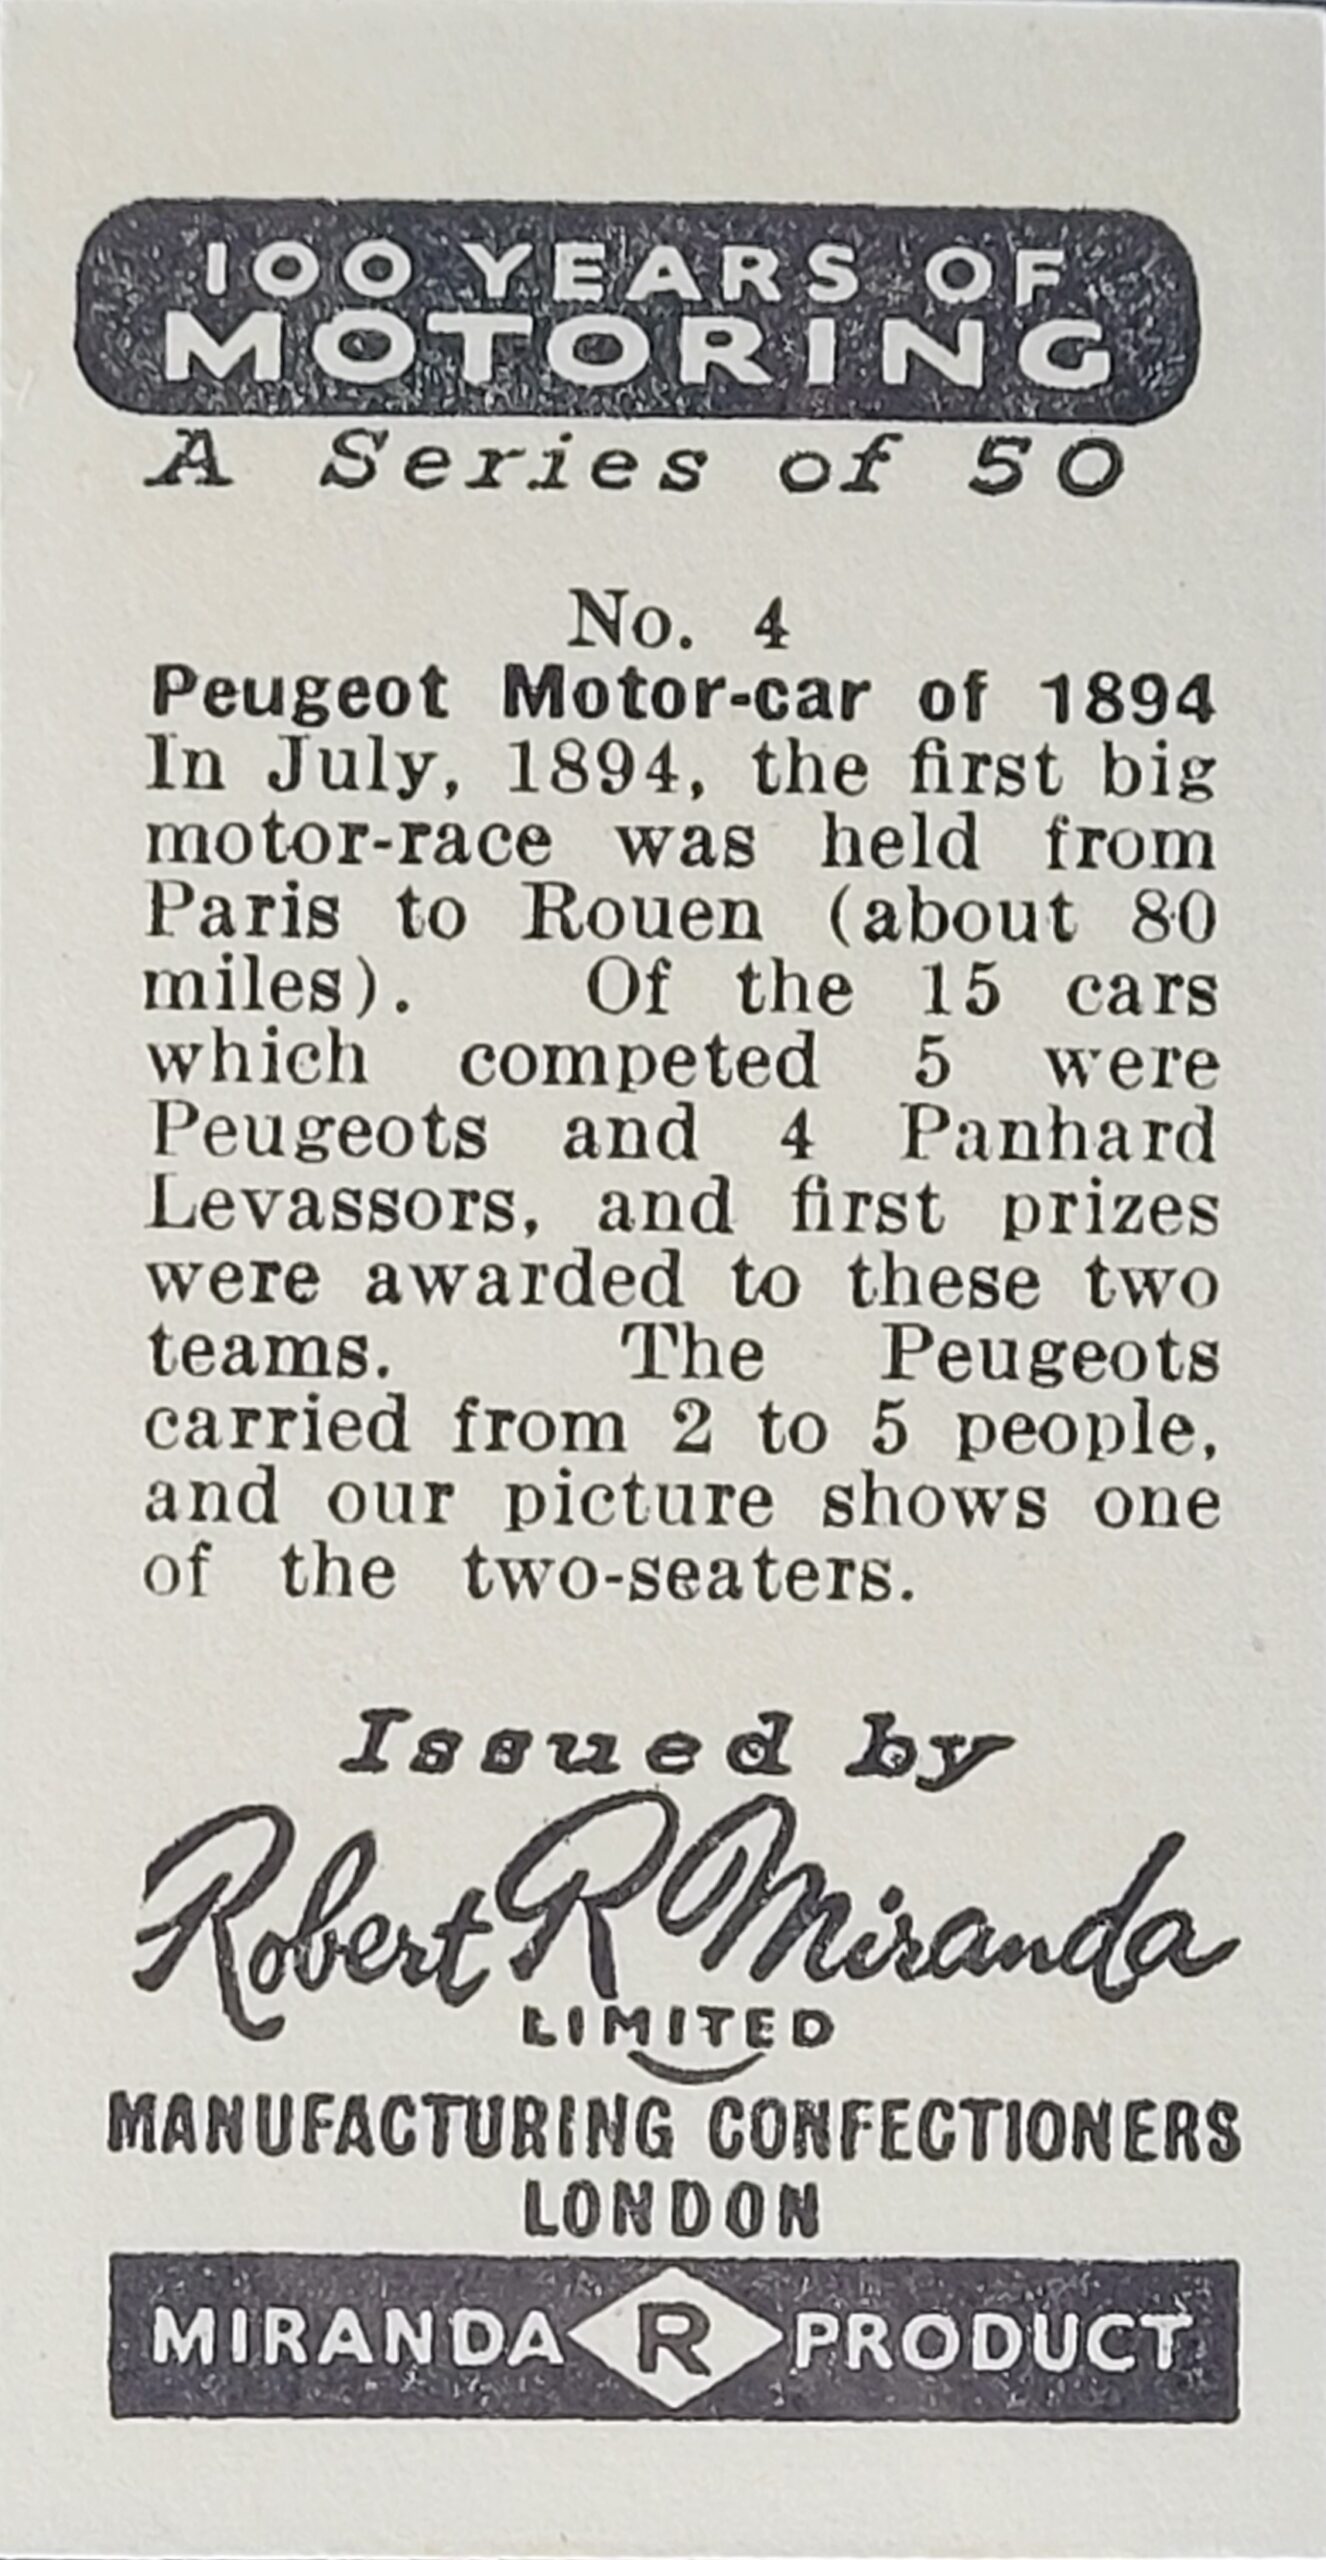 100 YEARS OF
MOTORING
A Series of 50
No. 4
Peugeot Motor-car of 1894
In July, 1894, the first big
motor-race was held from
Paris to Rouen (about 80
miles). Of the 15 cars
which competed 5 were
Peugeots and 4 Panhard
Levassors, and first prizes
were awarded to these two
teams. The Peugeots
carried from 2 to 5 people,
and our picture shows one
of the two-seaters.
Issued by
Robert R Miranda
LIMITED
MANUFACTURING CONFECTIONERS
LONDON
MIRANDA R PRODUCT